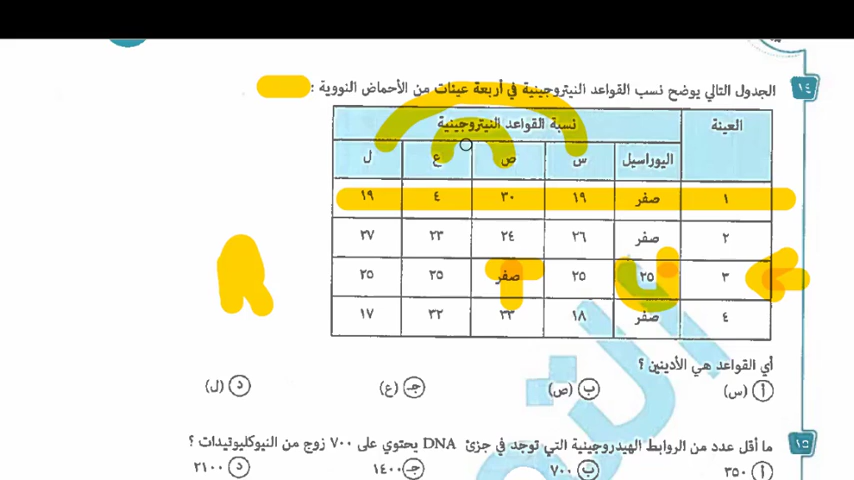 ١٤ الجدول التالي يوضح نسب القواعد النيتروجينية في أربعة عينات من الأحماض النووية :
العينة نسبة القواعد النيتروجينية
اليوراسيل س ص ع ل
١ صفر ١٩ ٣٠ ٤ ١٩
٢ صفر ٢٦ ٢٤ ٢٣ ٢٧
٣ ٢٥ ٢٥ صفر ٢٥ ٢٥
٤ صفر ١٨ ٣٣ ٣٢ ١٧
أي القواعد هي الأدينين ؟
أ (س) ب (ص) جـ (ع) د (ل)
١٥ ما أقل عدد من الروابط الهيدروجينية التي توجد في جزئ DNA يحتوي على ٧٠٠ زوج من النيوكليوتيدات ؟
أ ٣٥٠ ب ٧٠٠ جـ ١٤٠٠ د ٢١٠٠